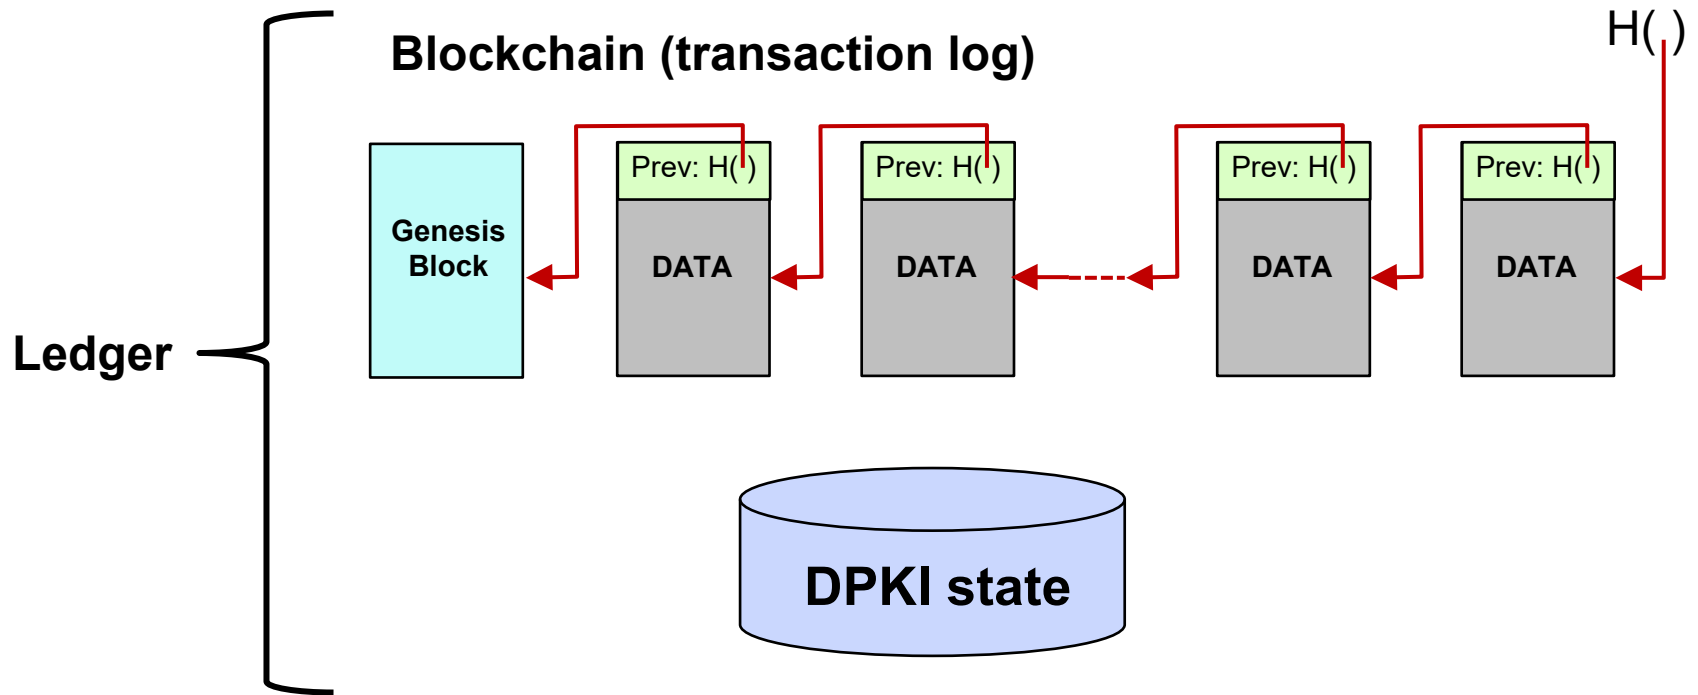 H( )
Blockchain (transaction log)
Prev: H( )
Prev: H( )
Prev: H( )
Prev: H( )
Genesis
Block
DATA
DATA
DATA
DATA
Ledger
DPKI state